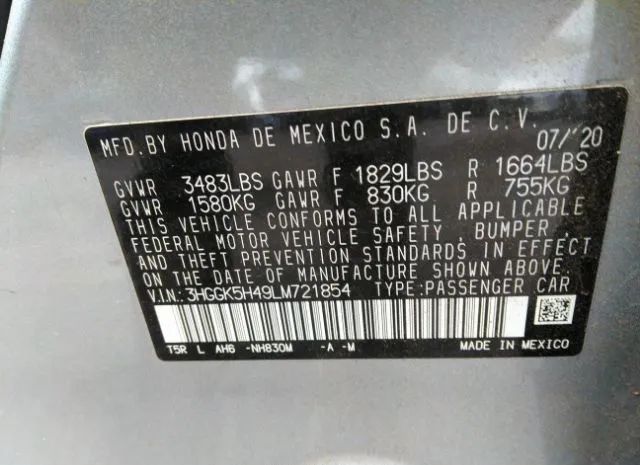 MFD. BY HONDA DE MEXICO S.A. DE C.V. 07/'20
GVWR 3483LBS GAWR F 1829LBS R 1664LBS
GVWR 1580KG GAWR F 830KG R 755KG
THIS VEHICLE CONFORMS TO ALL APPLICABLE
FEDERAL MOTOR VEHICLE SAFETY, BUMPER,
AND THEFT PREVENTION STANDARDS IN EFFECT
ON THE DATE OF MANUFACTURE SHOWN ABOVE.
V.I.N.: 3HGGK5H49LM721854 TYPE: PASSENGER CAR
T5R L AH6 -NH830M -A -M MADE IN MEXICO